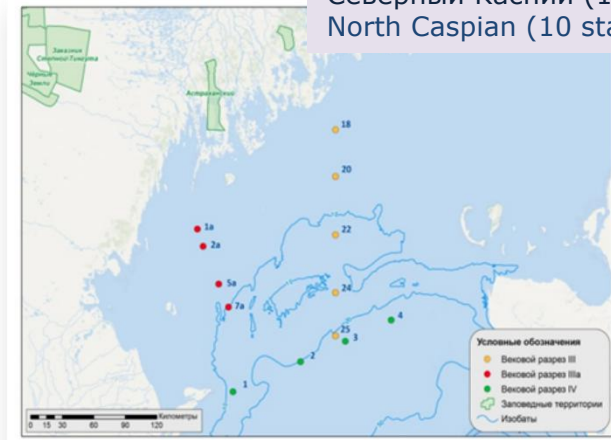 Северный Каспий (1
North Caspian (10 sta
Заказник
Степной-Тингута
Черные
Земли
Астраханский
18
20
1a
2a
22
5a
7a
24
4
25
3
2
1
Условные обозначения
Вековой разрез III
Вековой разрез IIIa
Вековой разрез IV
Заповедные территории
Изобаты
Километры
0 15 30 60 90 120